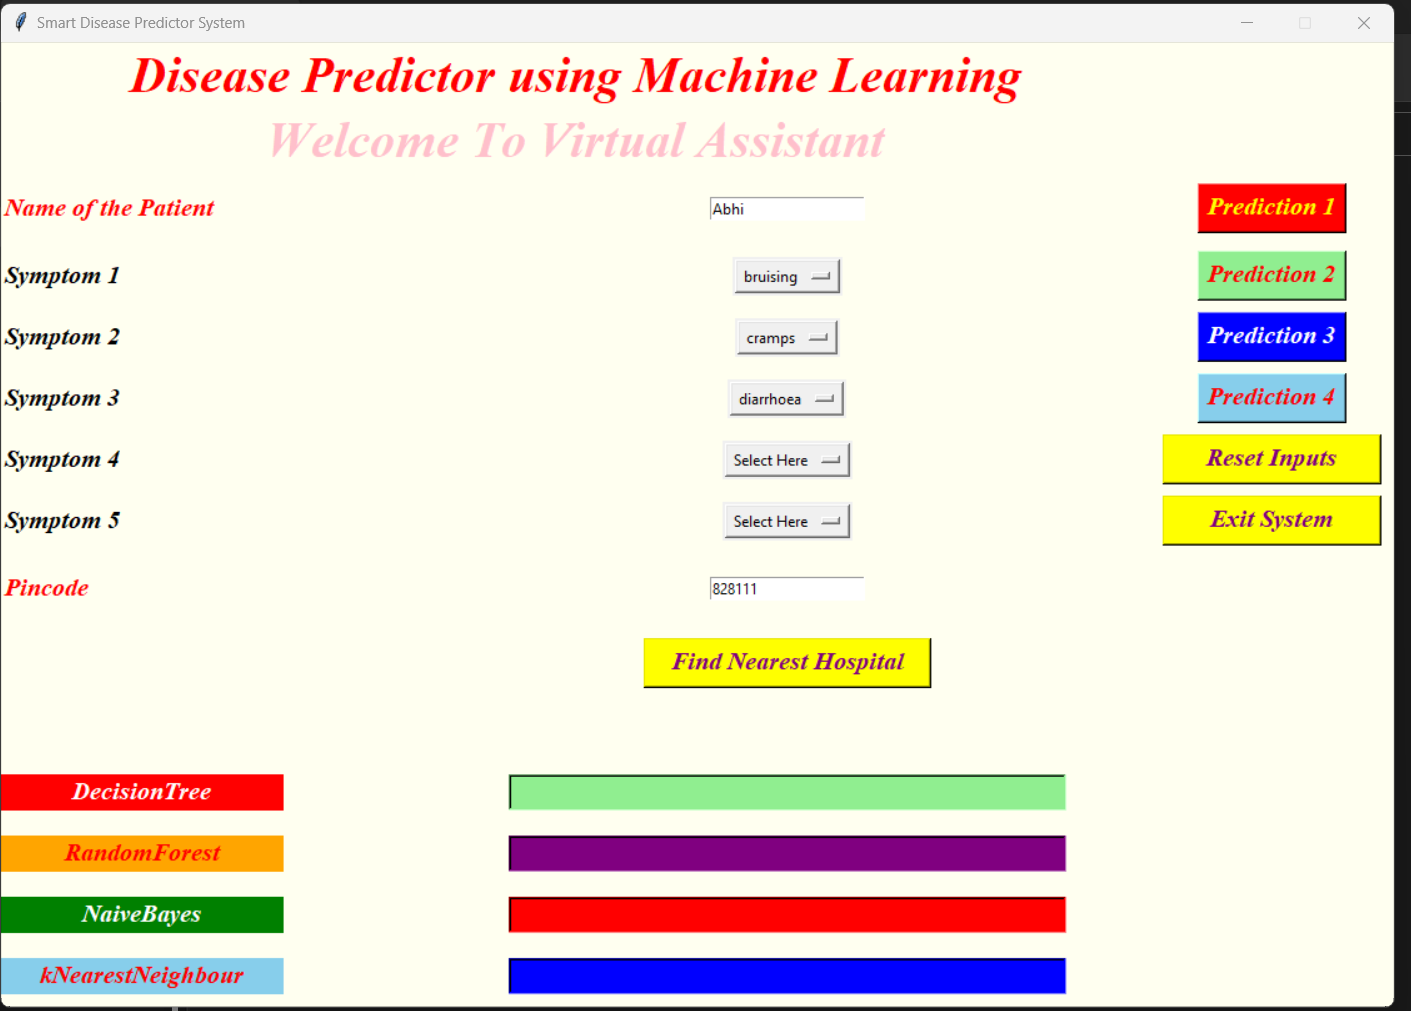 Smart Disease Predictor System
Disease Predictor using Machine Learning
Welcome To Virtual Assistant
Name of the Patient
Abhi
Prediction 1
Symptom 1
bruising
Prediction 2
Symptom 2
cramps
Prediction 3
Symptom 3
diarrhoea
Prediction 4
Symptom 4
Select Here
Reset Inputs
Symptom 5
Select Here
Exit System
Pincode
828111
Find Nearest Hospital
DecisionTree
RandomForest
NaiveBayes
kNearestNeighbour